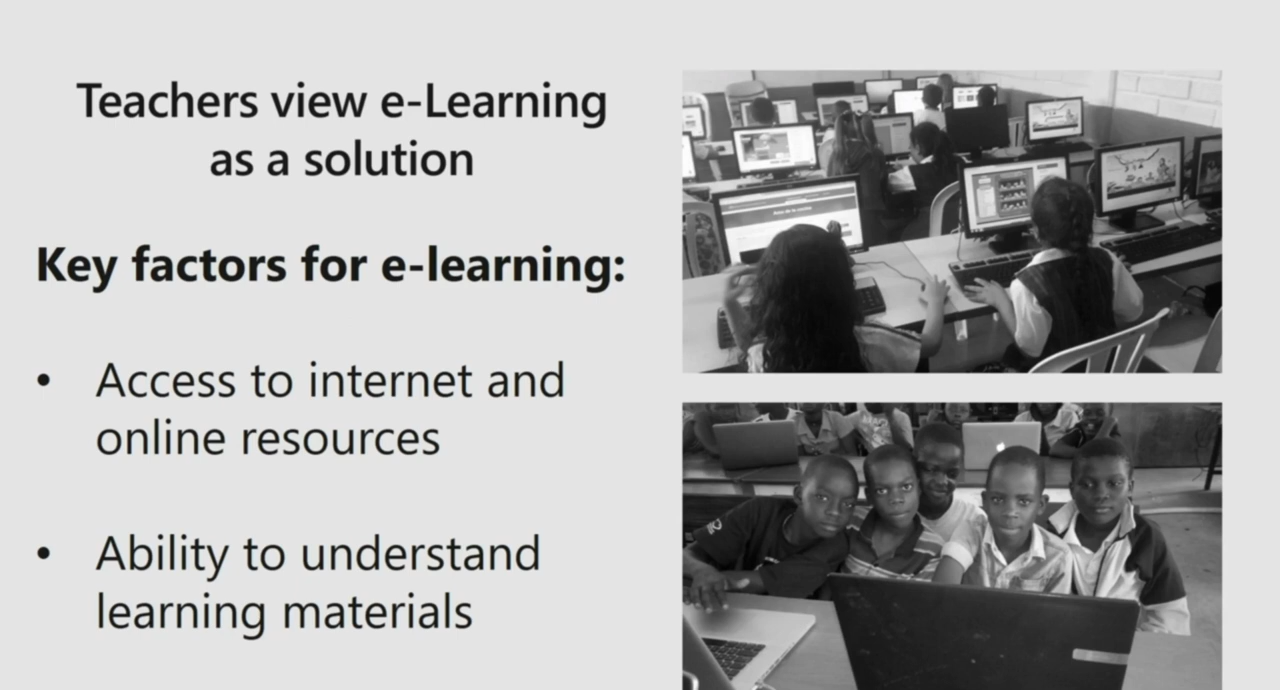 Teachers view e-Learning
as a solution
Key factors for e-learning:
• Access to internet and
online resources
• Ability to understand
learning materials